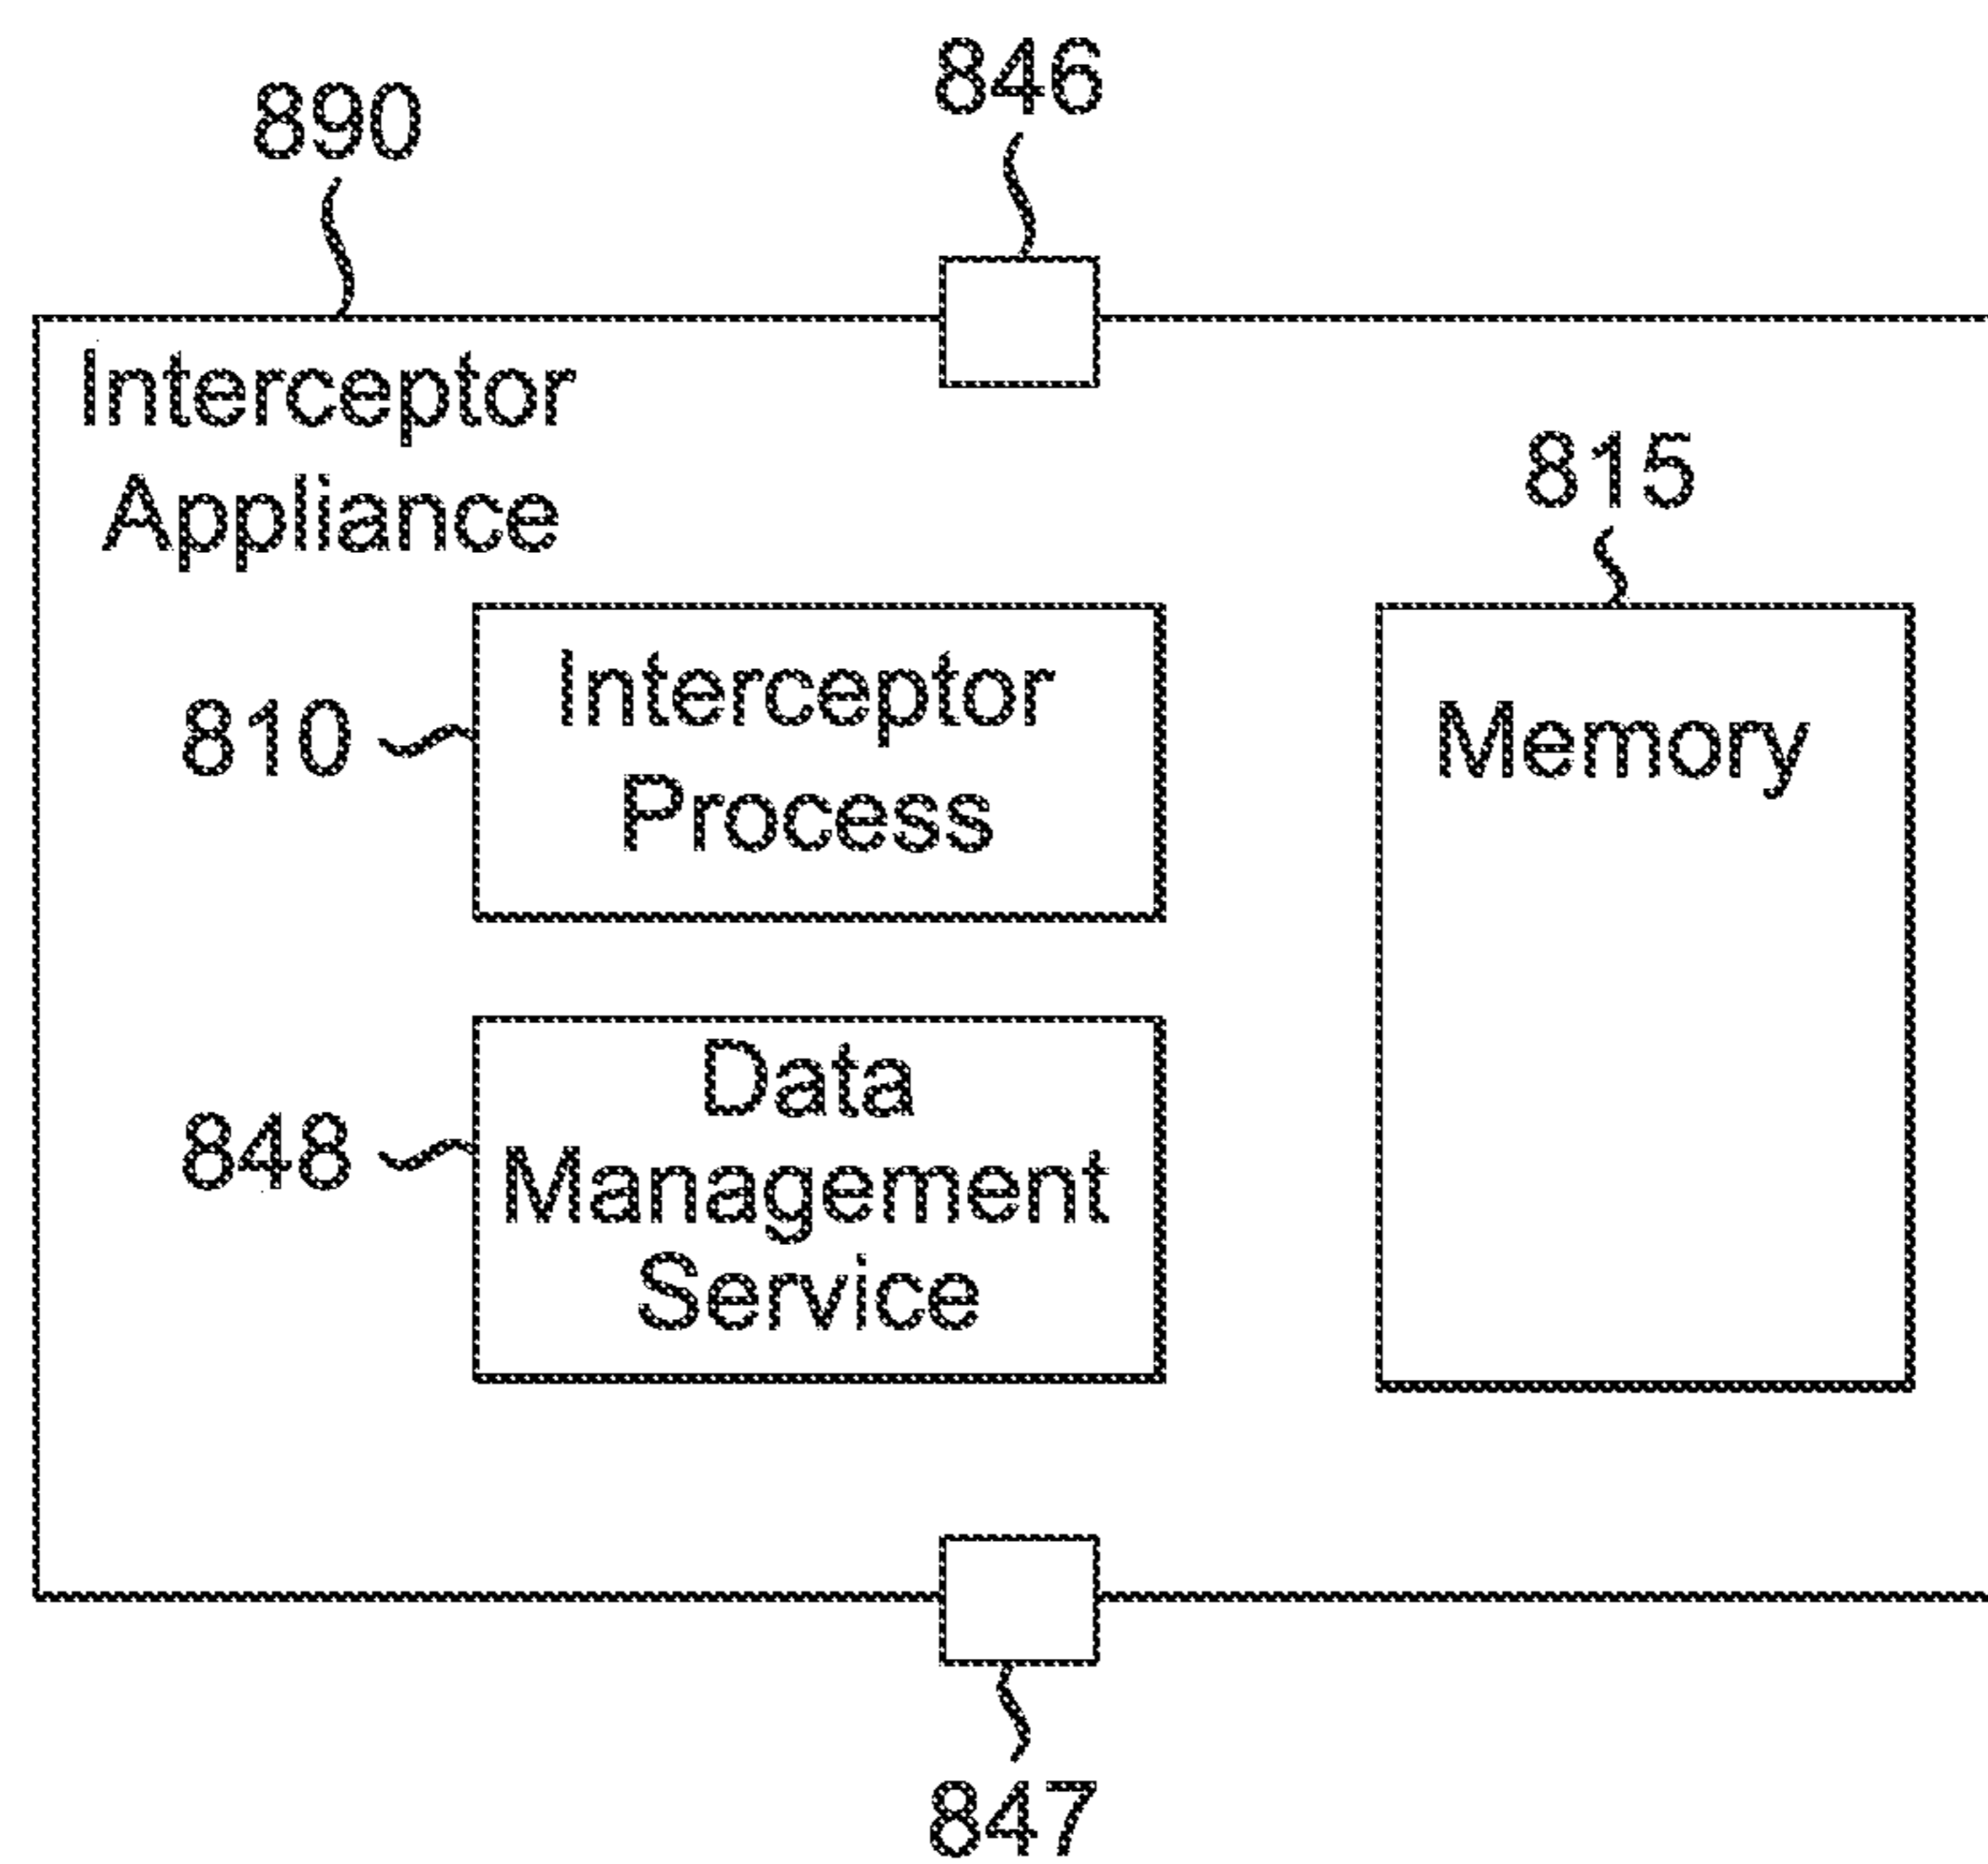 846
890
Interceptor
Appliance
815
Interceptor
Process
810
Memory
Data
Management
Service
848
847